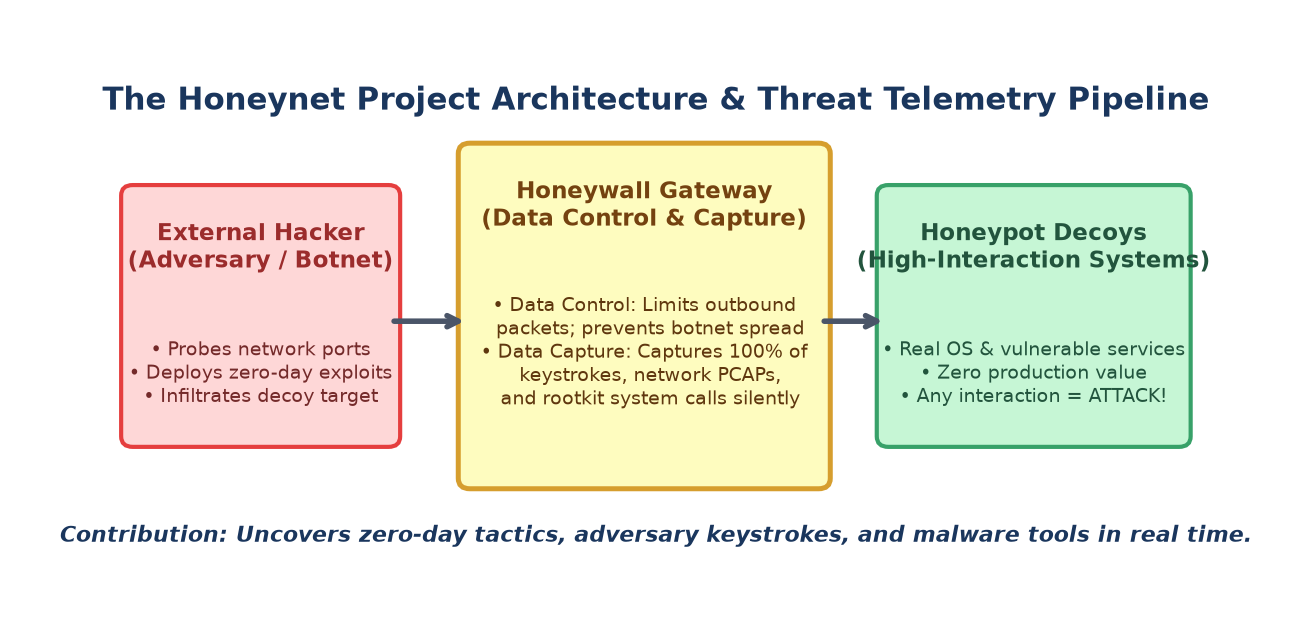 The Honeynet Project Architecture & Threat Telemetry Pipeline
External Hacker
(Adversary / Botnet)
• Probes network ports
• Deploys zero-day exploits
• Infiltrates decoy target
Honeywall Gateway
(Data Control & Capture)
• Data Control: Limits outbound
packets; prevents botnet spread
• Data Capture: Captures 100% of
keystrokes, network PCAPs,
and rootkit system calls silently
Honeypot Decoys
(High-Interaction Systems)
• Real OS & vulnerable services
• Zero production value
• Any interaction = ATTACK!
Contribution: Uncovers zero-day tactics, adversary keystrokes, and malware tools in real time.